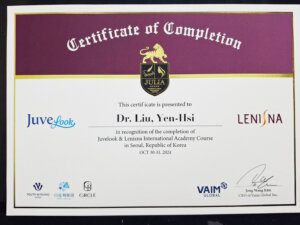 Certificate of Completion
JULIA
This certificate is presented to
Dr. Liu, Yen-Hsi
JuveLook
LENISNA
in recognition of the completion of
Juvelook & Lenisna International Academy Course
in Seoul, Republic of Korea
OCT 30-31, 2024
VAIM
GLOBAL
CEO of Vaim Global Inc.